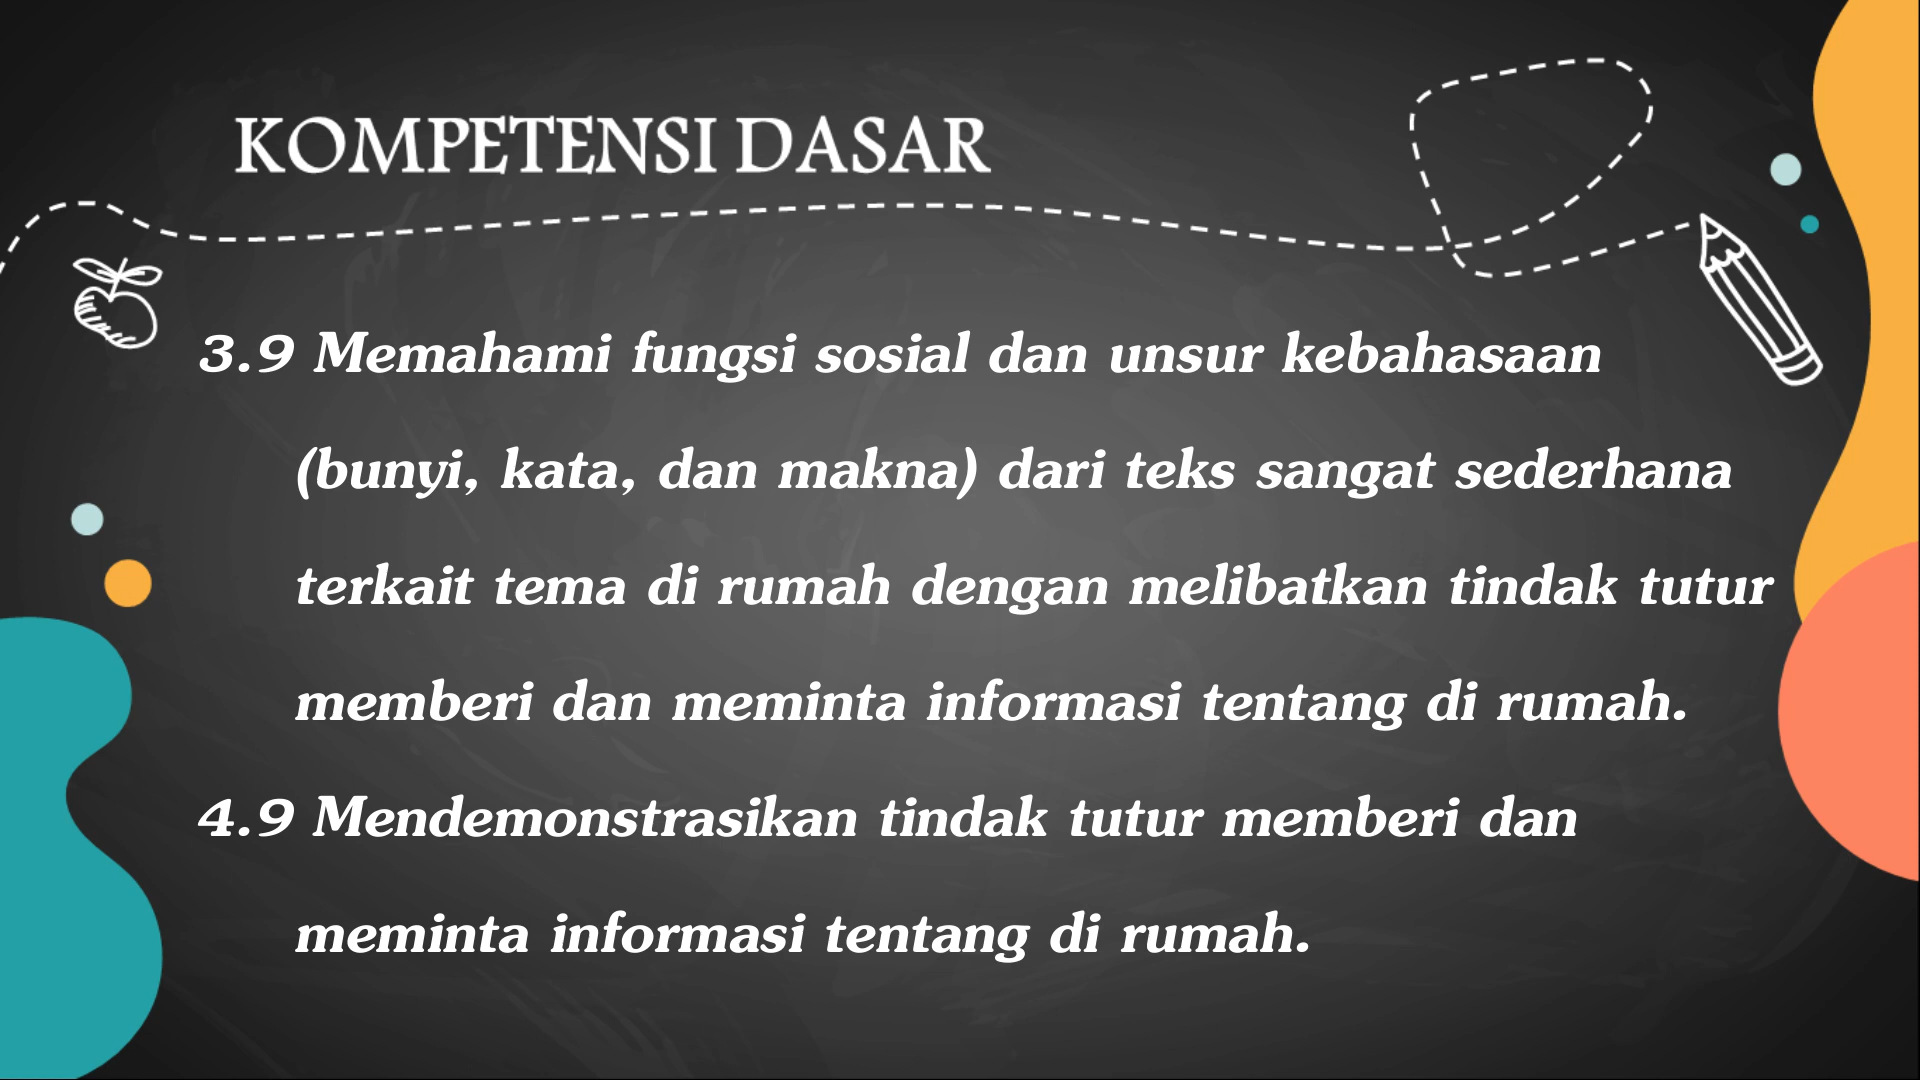 KOMPETENSI DASAR
3.9 Memahami fungsi sosial dan unsur kebahasaan
(bunyi, kata, dan makna) dari teks sangat sederhana
terkait tema di rumah dengan melibatkan tindak tutur
memberi dan meminta informasi tentang di rumah.
4.9 Mendemonstrasikan tindak tutur memberi dan
meminta informasi tentang di rumah.